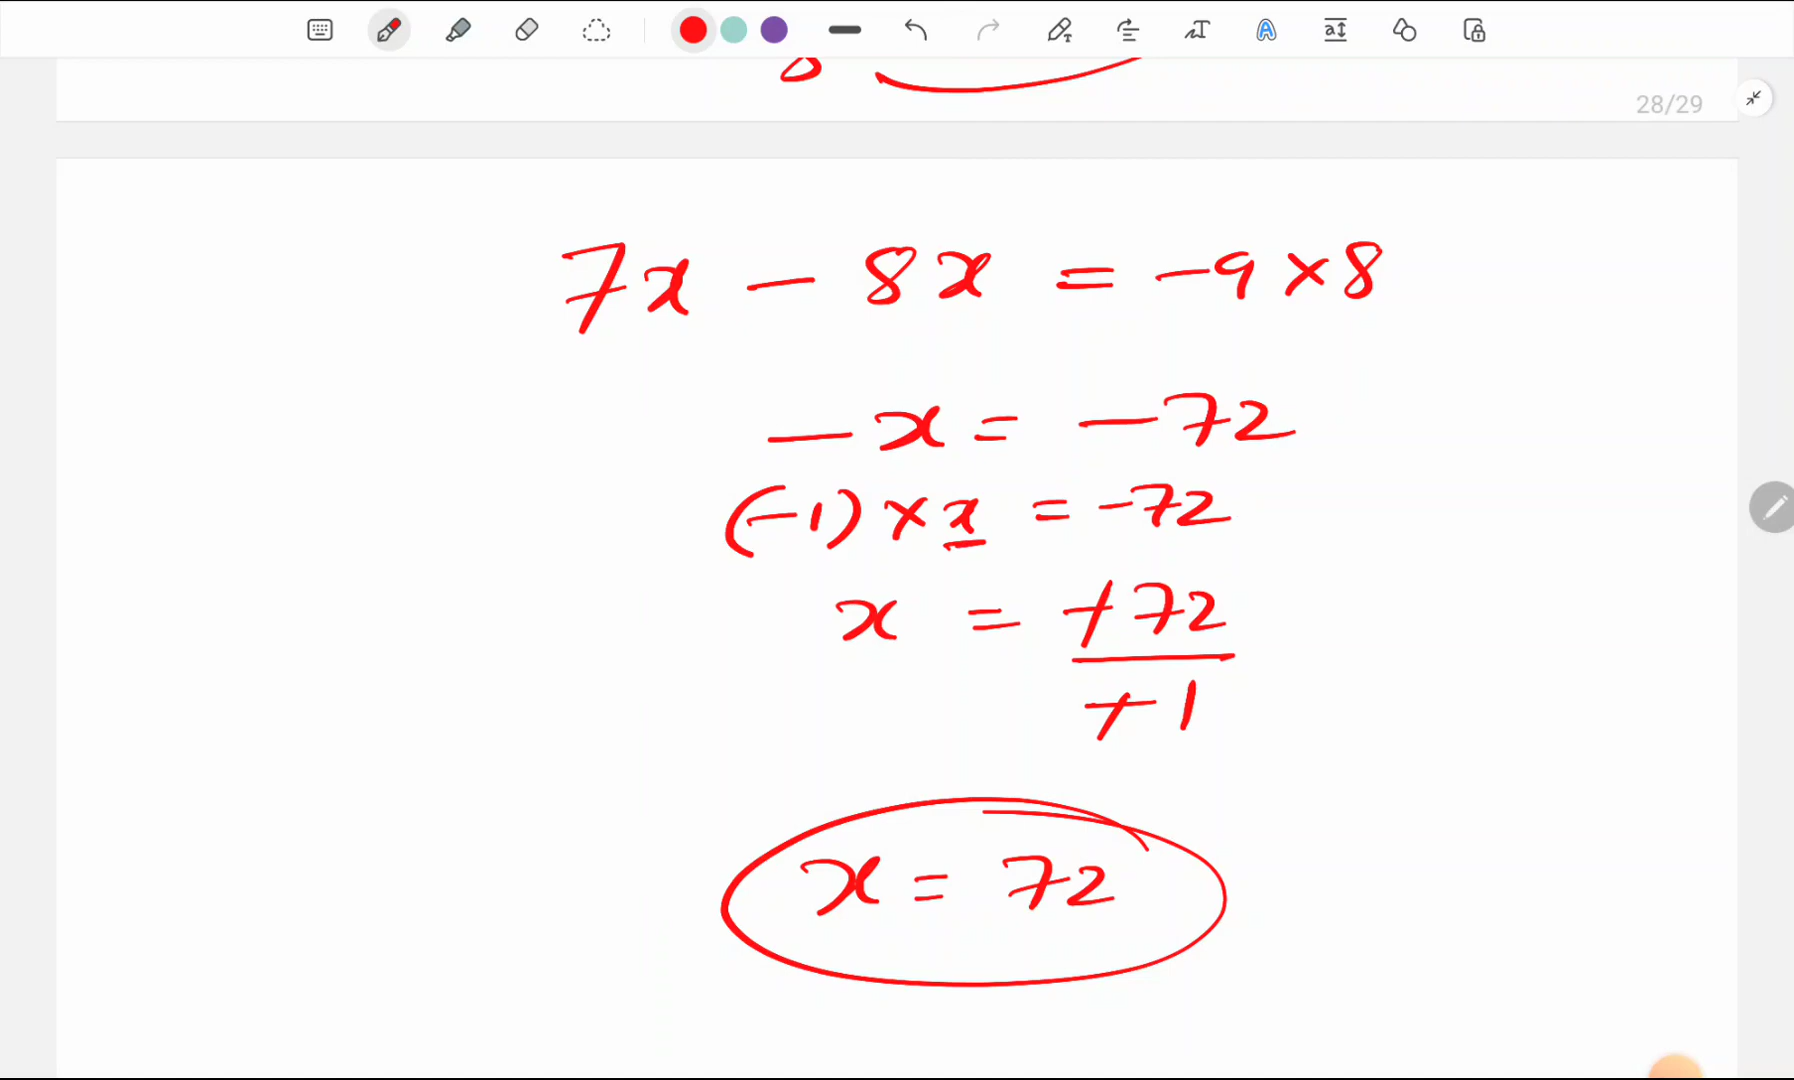 28/29
7x - 8x = -9 × 8
-x = -72
(-1) × x = -72
x = +72
+1
x = 72